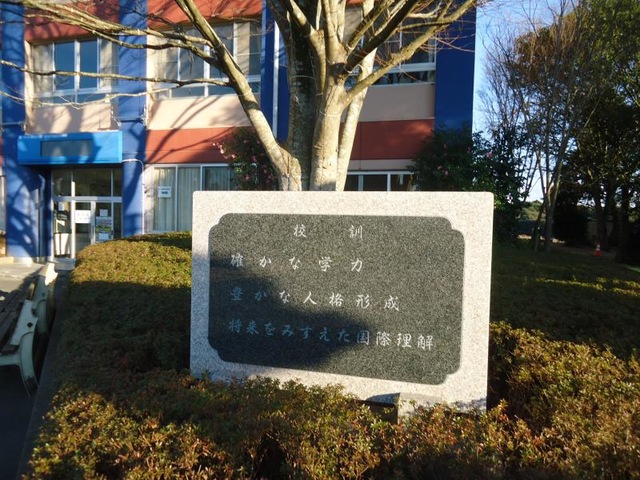 校訓
確かな学力
豊かな人格形成
将来をみすえた国際理解